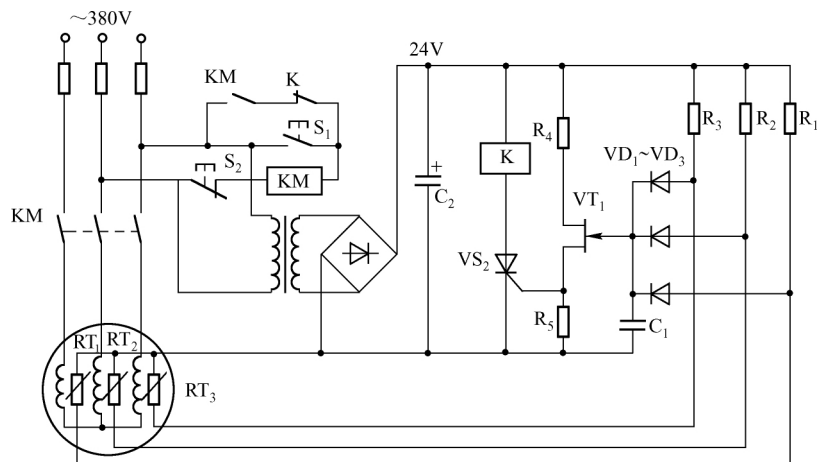 ～380V
24V
KM
K
S₁
S₂
KM
KM
R₄
K
VT₁
VS₂
R₅
C₂
+
R₃
R₂
R₁
VD₁~VD₃
C₁
RT₁
RT₂
RT₃